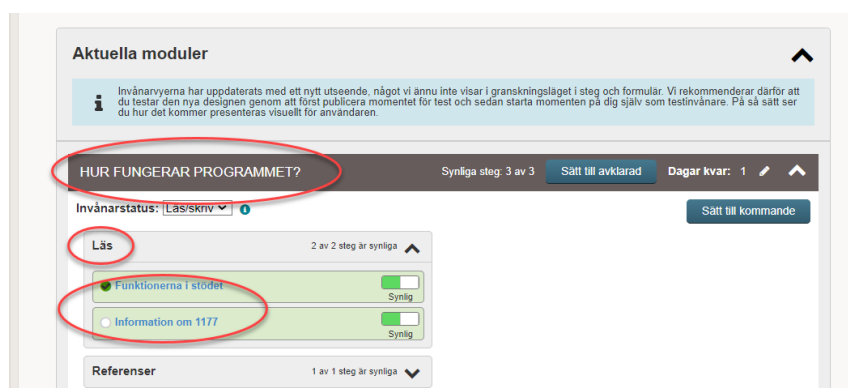 Aktuella moduler
Invånarvyerna har uppdaterats med ett nytt utseende, något vi ännu inte visar i granskningsläget i steg och formulär. Vi rekommenderar därför att
du testar den nya designen genom att först publicera momentet för test och sedan starta momenten på dig själv som testinvånare. På så sätt ser
du hur det kommer presenteras visuellt för användaren.
HUR FUNGERAR PROGRAMMET? Synliga steg: 3 av 3 Sätt till avklarad Dagar kvar: 1
Invånarstatus: Läs/skriv Sätt till kommande
Läs 2 av 2 steg är synliga
Funktionerna i stödet
Synlig
Information om 1177
Synlig
Referenser 1 av 1 steg är synliga